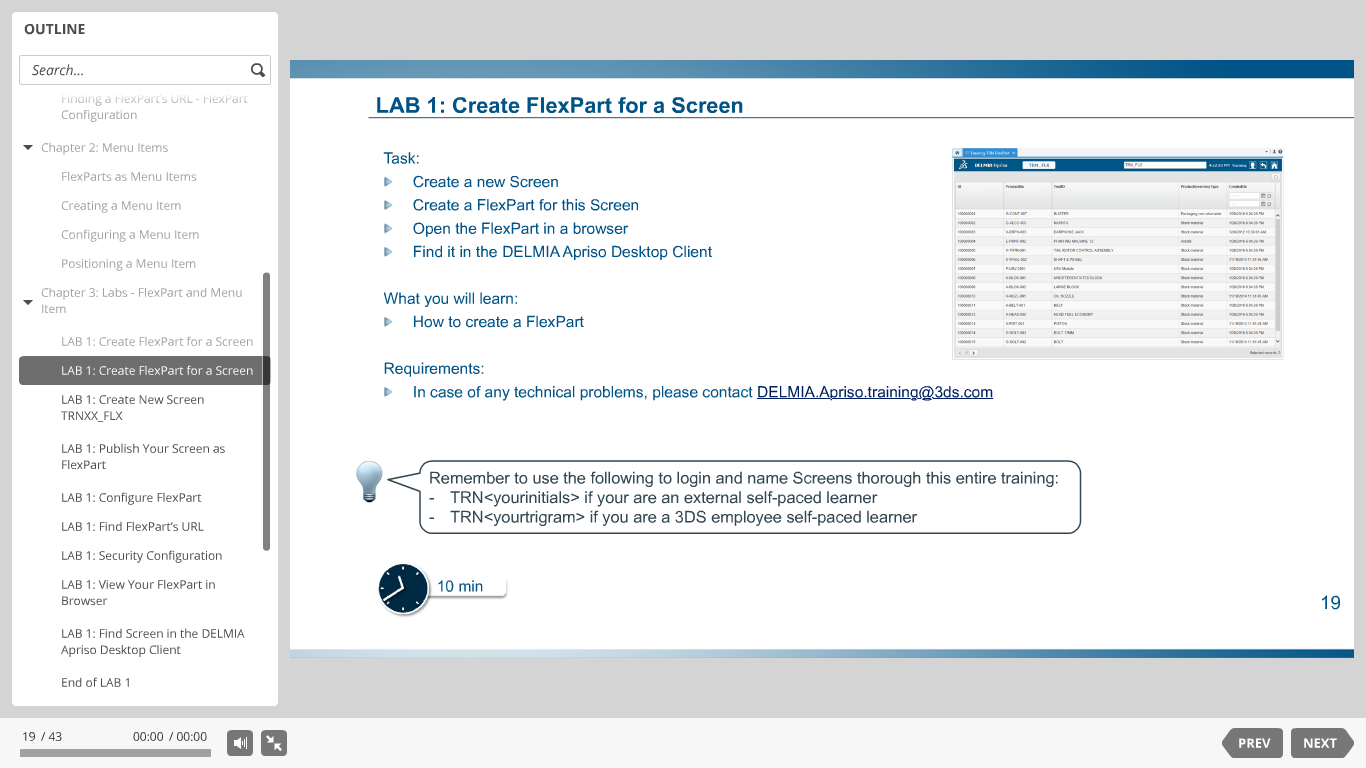 OUTLINE
Search...
Finding a FlexPart's URL - FlexPart
Configuration
Chapter 2: Menu Items
FlexParts as Menu Items
Creating a Menu Item
Configuring a Menu Item
Positioning a Menu Item
Chapter 3: Labs - FlexPart and Menu
Item
LAB 1: Create FlexPart for a Screen
LAB 1: Create FlexPart for a Screen
LAB 1: Create New Screen
TRNXX_FLX
LAB 1: Publish Your Screen as
FlexPart
LAB 1: Configure FlexPart
LAB 1: Find FlexPart's URL
LAB 1: Security Configuration
LAB 1: View Your FlexPart in
Browser
LAB 1: Find Screen in the DELMIA
Apriso Desktop Client
End of LAB 1
LAB 1: Create FlexPart for a Screen
Task:
Create a new Screen
Create a FlexPart for this Screen
Open the FlexPart in a browser
Find it in the DELMIA Apriso Desktop Client
What you will learn:
How to create a FlexPart
Requirements:
In case of any technical problems, please contact DELMIA.Apriso.training@3ds.com
DELMIA Apriso
TRN_FLX
TRN_FLX
Remember to use the following to login and name Screens thorough this entire training:
- TRN<yourinitials> if your are an external self-paced learner
- TRN<yourtrigram> if you are a 3DS employee self-paced learner
10 min
19
19 / 43
00:00 / 00:00
PREV
NEXT